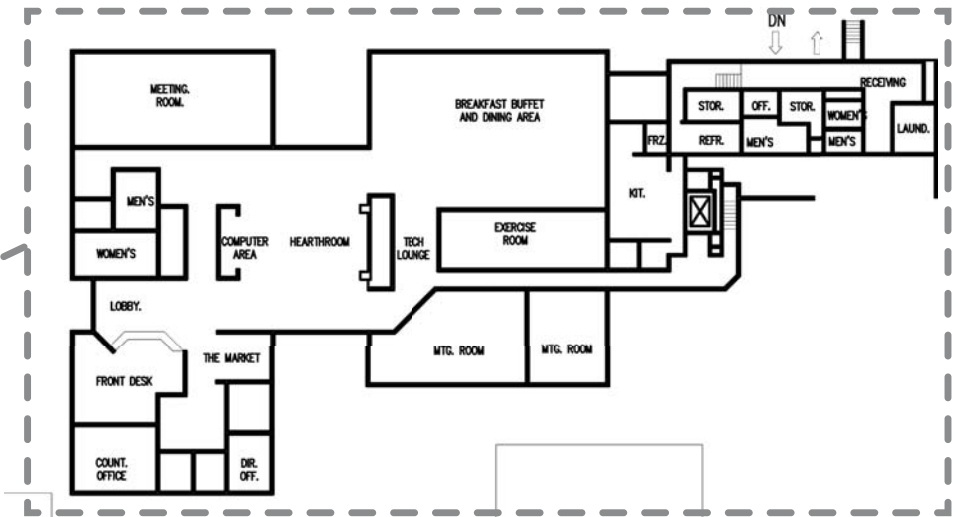 DN
RECEIVING
MEETING.
ROOM.
BREAKFAST BUFFET
AND DINING AREA
STOR.
OFF.
STOR.
WOMEN'S
LAUND.
FRZ.
REFR.
MEN'S
MEN'S
MEN'S
KIT.
WOMEN'S
COMPUTER
AREA
HEARTHROOM
TECH
LOUNGE
EXERCISE
ROOM
LOBBY.
THE MARKET
MTG. ROOM
MTG. ROOM
FRONT DESK
COUNT.
OFFICE
DIR.
OFF.